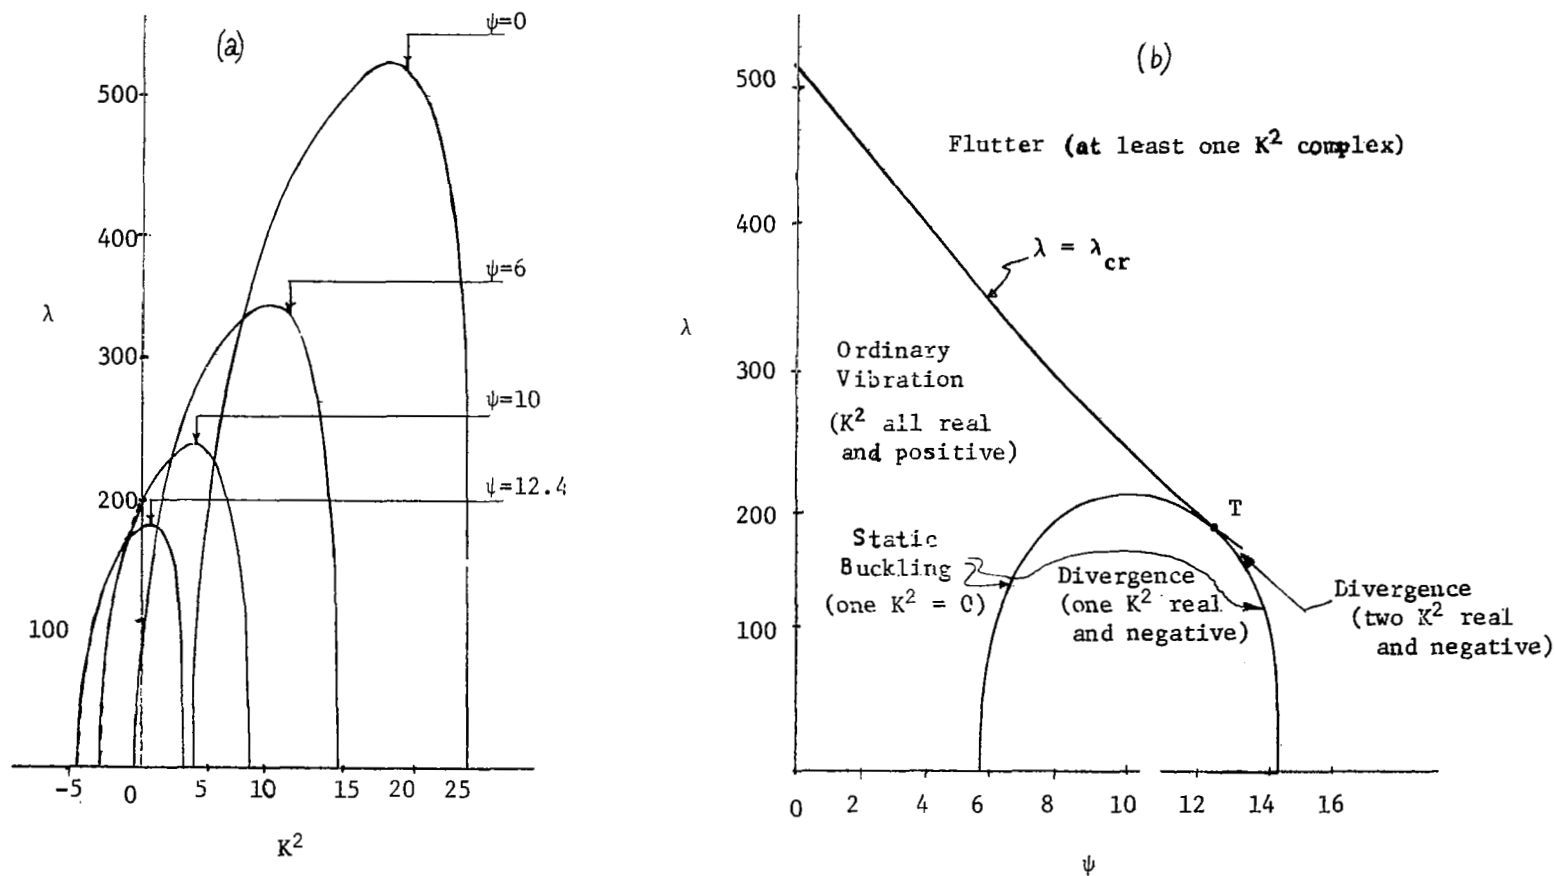 (a)
ψ=0
500
400
ψ=6
λ
300
ψ=10
200
ψ=12.4
100
-5 0 5 10 15 20 25
K²
(b)
500
Flutter (at least one K² complex)
400
λ = λcr
λ
300
Ordinary
Vibration
(K² all real
and positive)
200
T
Static
Buckling
(one K² = 0)
Divergence
(one K² real
and negative)
Divergence
(two K² real
and negative)
100
0 2 4 6 8 10 12 14 16
ψ